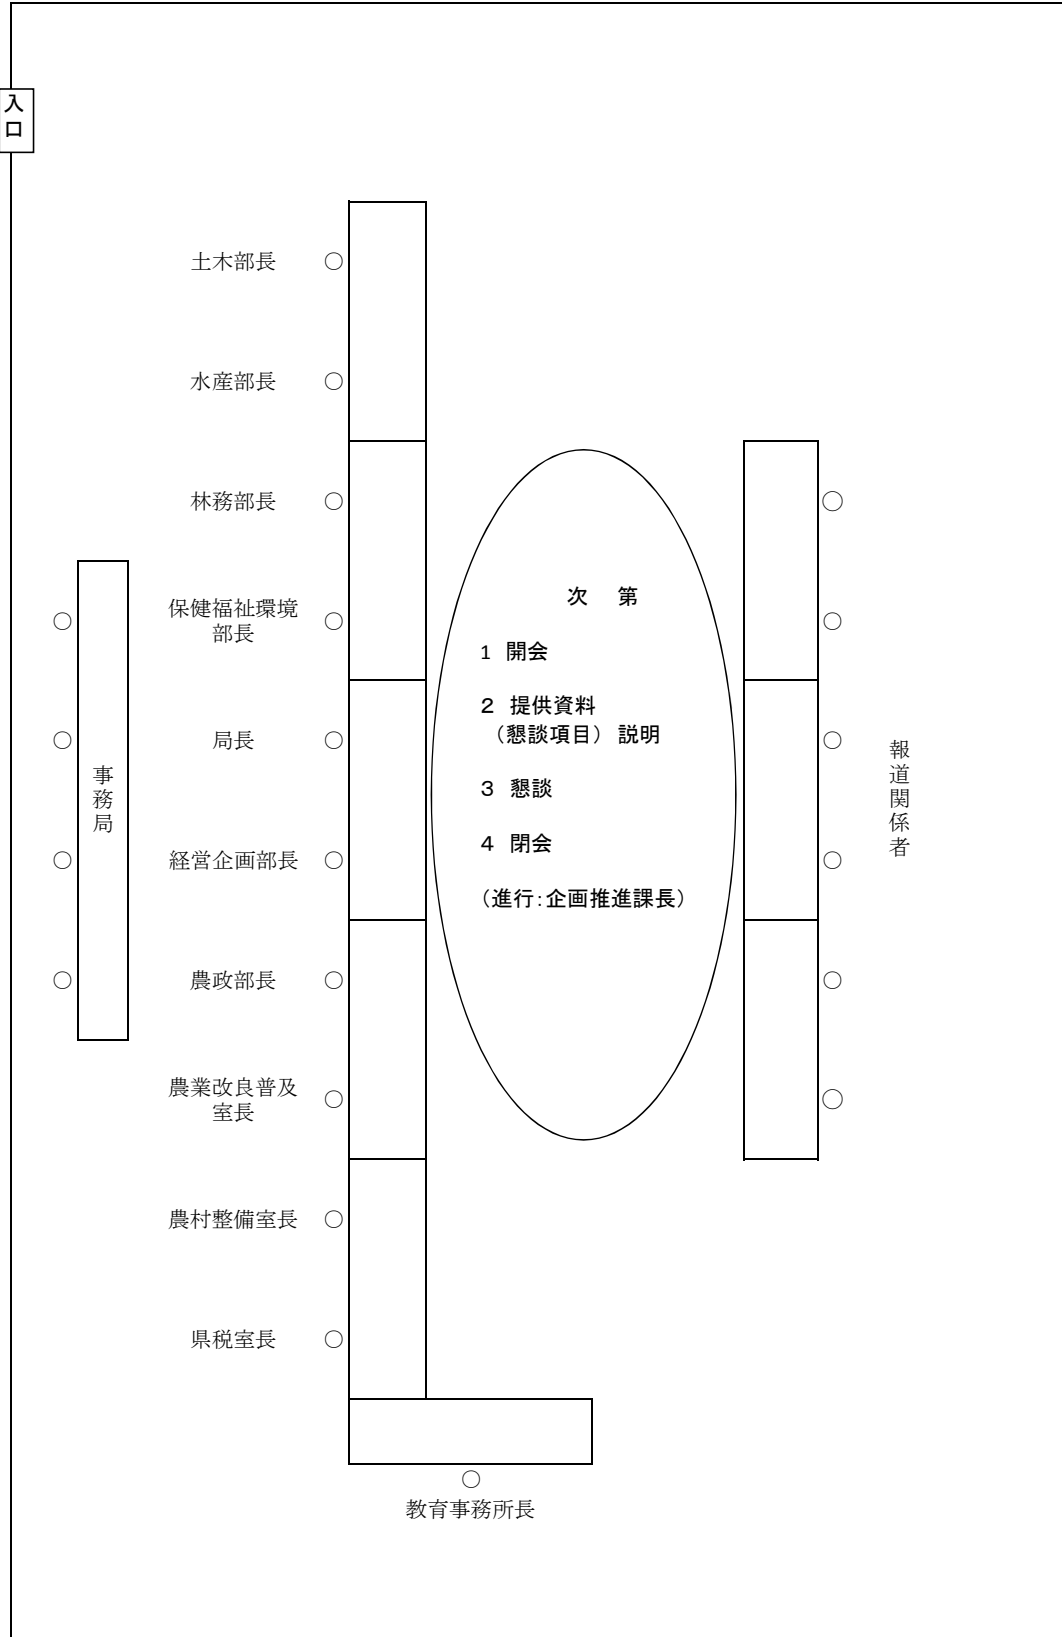 入口
土木部長 ○
水産部長 ○
林務部長 ○
保健福祉環境
部長 ○
局長 ○
経営企画部長 ○
農政部長 ○
農業改良普及
室長 ○
農村整備室長 ○
県税室長 ○
○
教育事務所長
事務局
○
○
○
○
次 第
1 開会
2 提供資料
（懇談項目） 説明
3 懇談
4 閉会
（進行：企画推進課長）
○
○
○
○
○
○
報道関係者